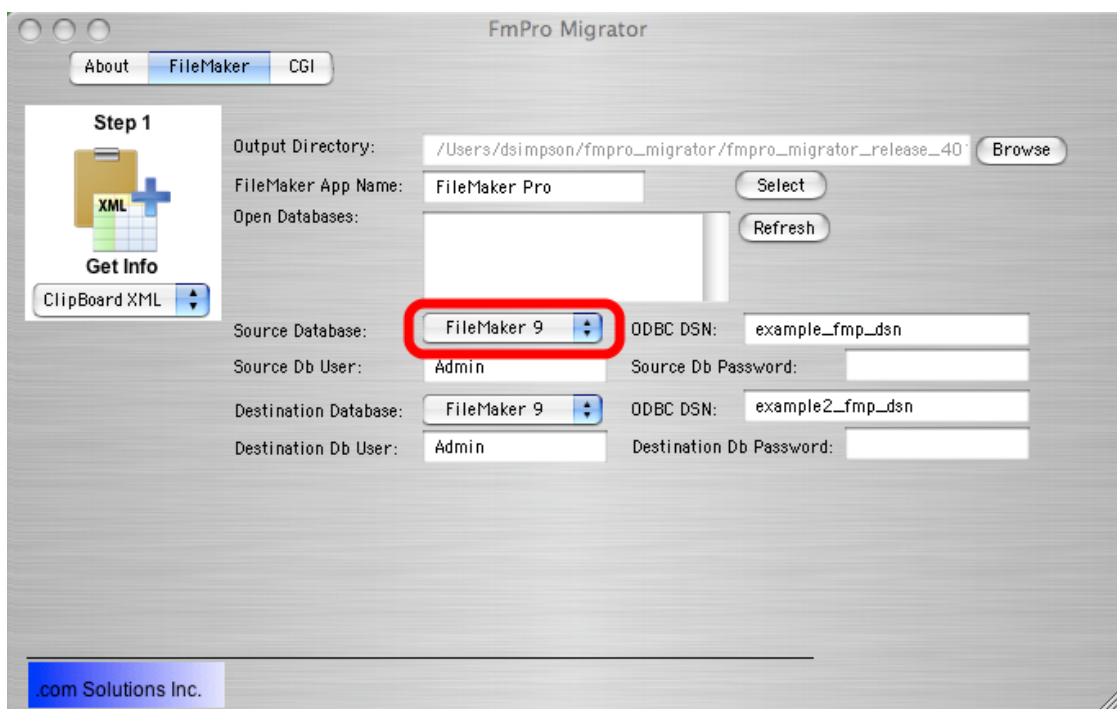 FmPro Migrator
About FileMaker CGI
Step 1
XML
Get Info
ClipBoard XML
Output Directory: /Users/dsimpson/fmpro_migrator/fmpro_migrator_release_40 Browse
FileMaker App Name: FileMaker Pro Select
Open Databases: Refresh
Source Database: FileMaker 9 ODBC DSN: example_fmp_dsn
Source Db User: Admin Source Db Password:
Destination Database: FileMaker 9 ODBC DSN: example2_fmp_dsn
Destination Db User: Admin Destination Db Password:
.com Solutions Inc.